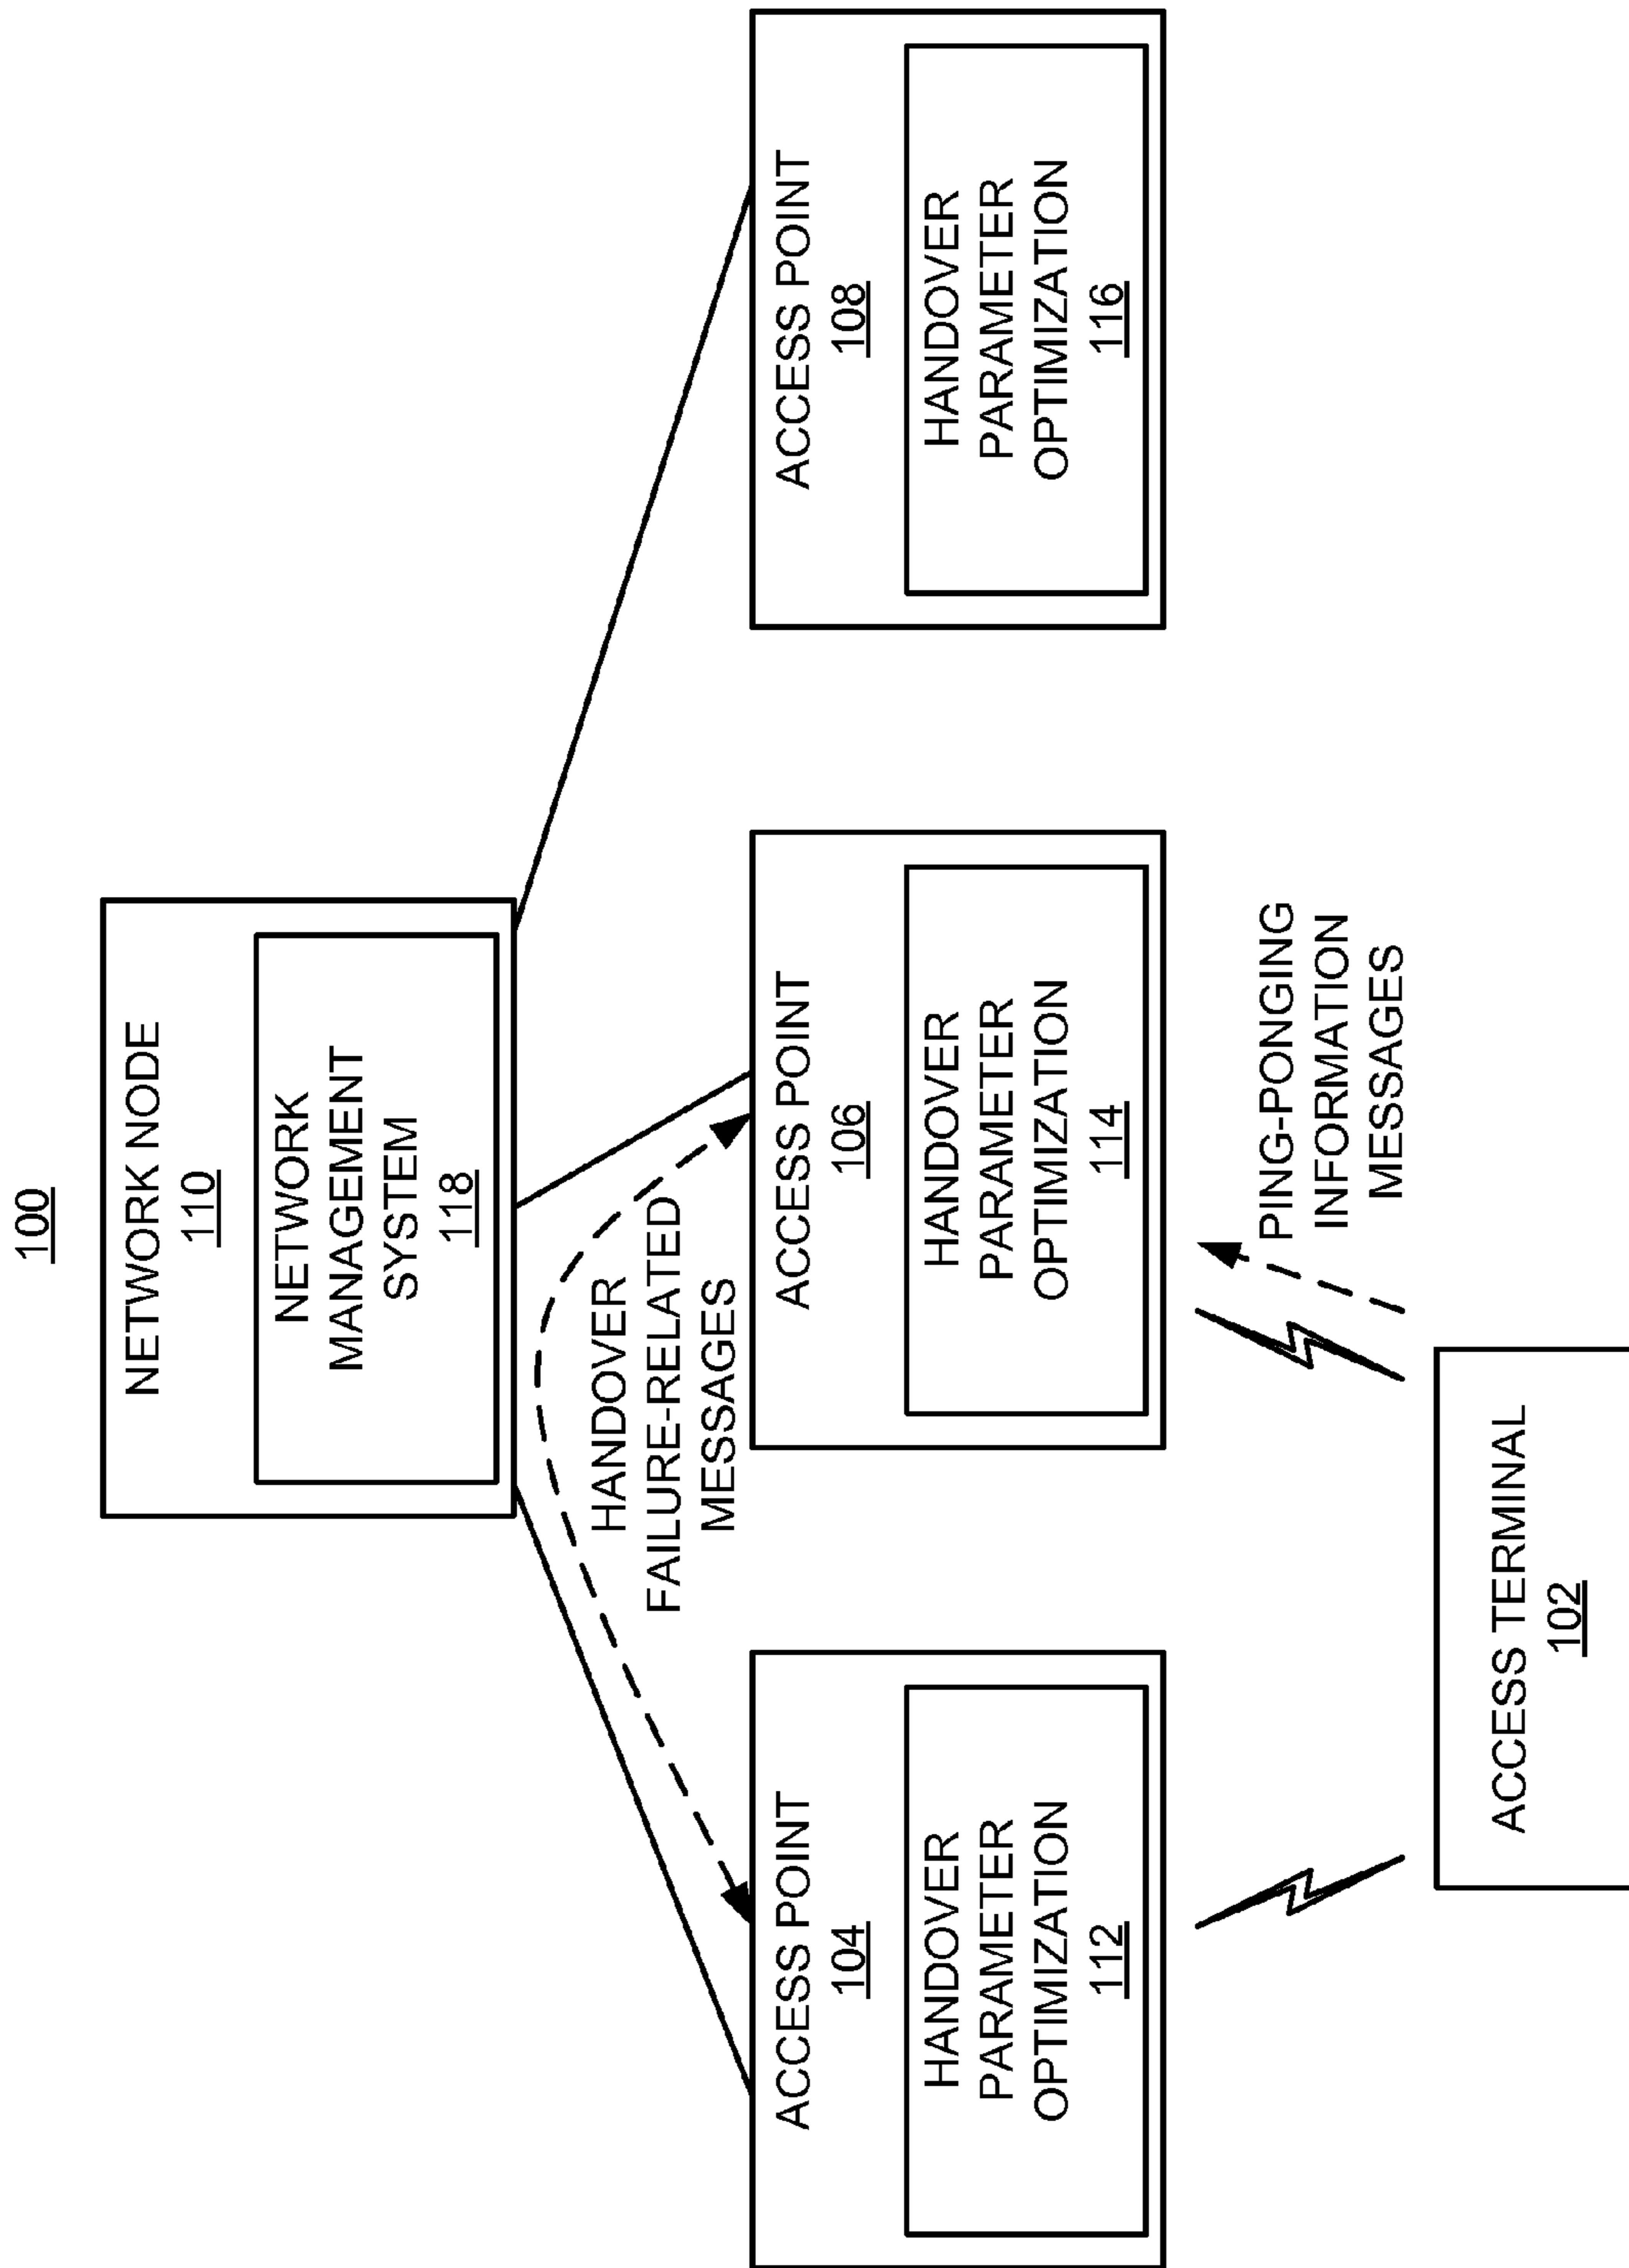 100
NETWORK NODE
110
NETWORK
MANAGEMENT
SYSTEM
118
HANDOVER
FAILURE-RELATED
MESSAGES
ACCESS POINT
104
HANDOVER
PARAMETER
OPTIMIZATION
112
ACCESS POINT
106
HANDOVER
PARAMETER
OPTIMIZATION
114
ACCESS POINT
108
HANDOVER
PARAMETER
OPTIMIZATION
116
PING-PONGING
INFORMATION
MESSAGES
ACCESS TERMINAL
102